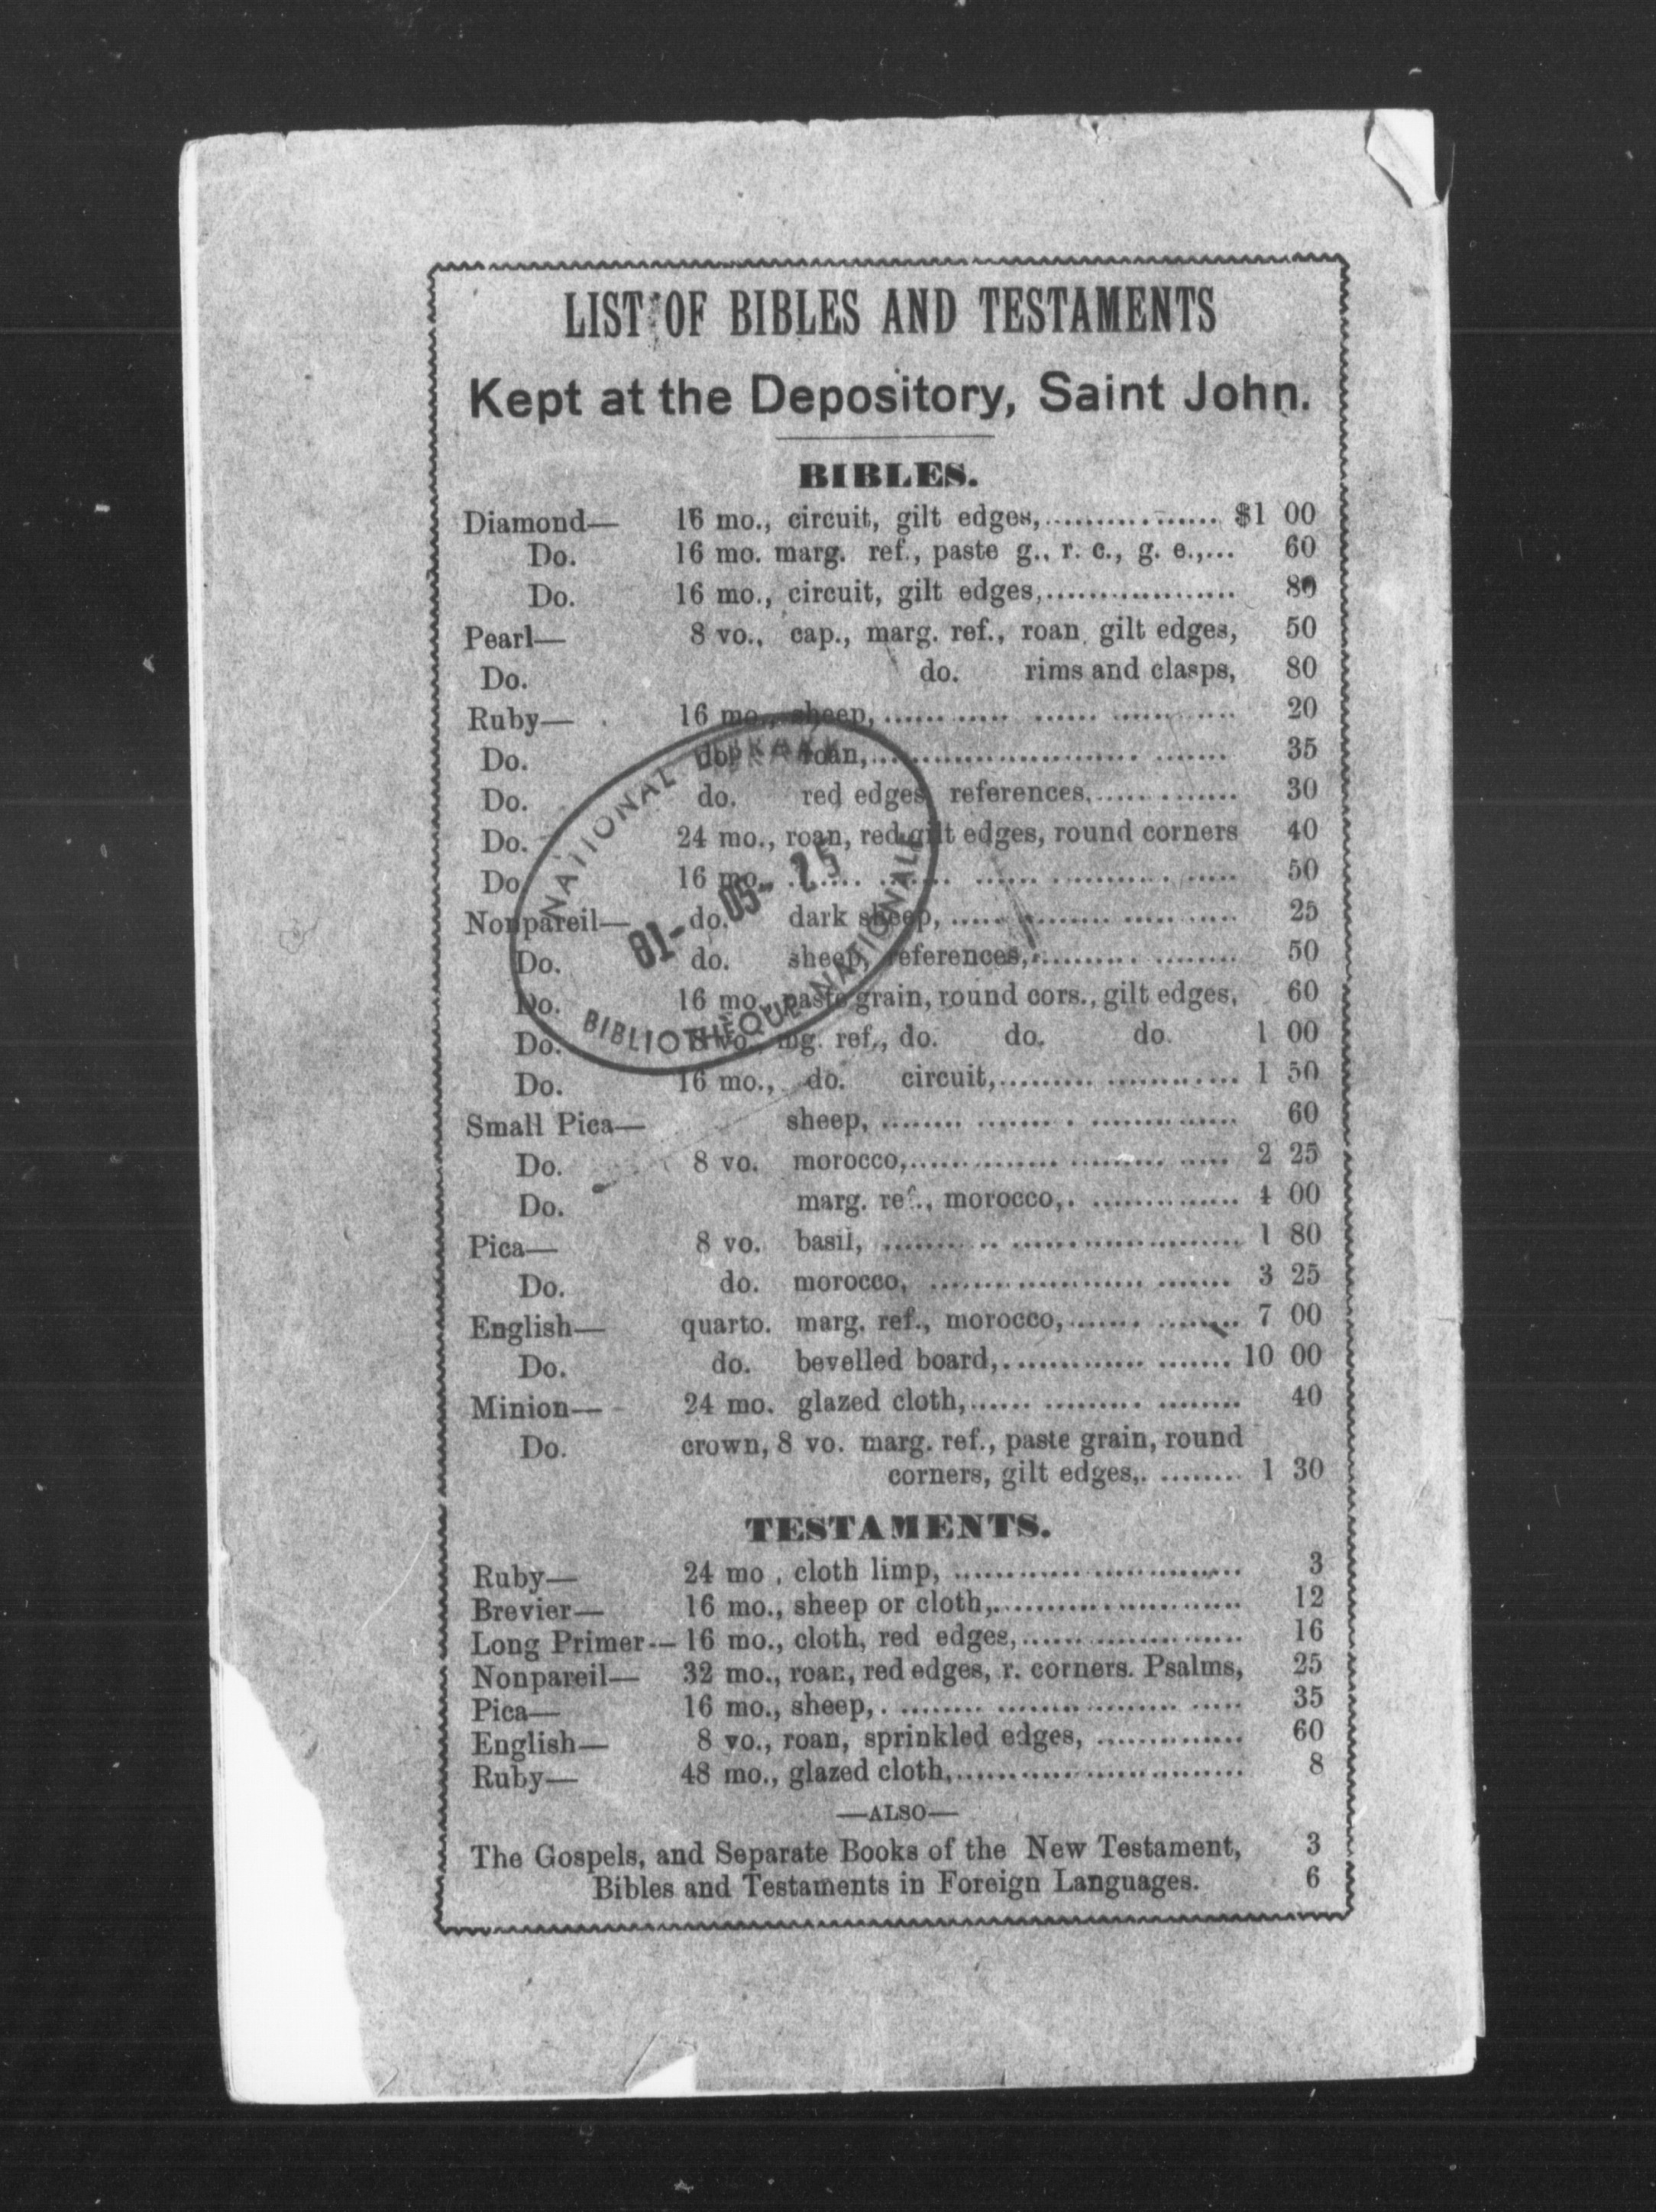 LIST OF BIBLES AND TESTAMENTS
Kept at the Depository, Saint John.
BIBLES.
Diamond— 16 mo., circuit, gilt edges,.................. $1 00
Do. 16 mo. marg. ref., paste g., r. c., g. e.,... 60
Do. 16 mo., circuit, gilt edges,.................. 80
Pearl— 8 vo., cap., marg. ref., roan, gilt edges, 50
Do. do. rims and clasps, 80
Ruby— 16 mo., sheep, ...... ..... ...... ............ 20
Do. do. roan,......................... ....... 35
Do. do. red edges, references,..... ........ 30
Do. 24 mo., roan, red gilt edges, round corners 40
Do. 16 mo. ....... ....... ...... ........... ..... 50
Nonpareil— do. dark sheep, ..... .......... ..... ..... 25
Do. do. sheep, references,.......... ........ 50
Do. 16 mo., paste grain, round cors., gilt edges, 60
Do. 8 vo., mg. ref., do. do. do. 1 00
Do. 16 mo., do. circuit,......... ............ 1 50
Small Pica— sheep, ........ ....... . .............. 60
Do. 8 vo. morocco,.............. ......... ..... 2 25
Do. marg. ref., morocco,. .............. 4 00
Pica— 8 vo. basil, ........... ...................... 1 80
Do. do. morocco, .................... ....... 3 25
English— quarto. marg. ref., morocco,....... ........ 7 00
Do. do. bevelled board,.............. ....... 10 00
Minion— 24 mo. glazed cloth,...... ......... ........ 40
Do. crown, 8 vo. marg. ref., paste grain, round
corners, gilt edges,. ........ 1 30
TESTAMENTS.
Ruby— 24 mo., cloth limp, ............................ 3
Brevier— 16 mo., sheep or cloth,....................... 12
Long Primer— 16 mo., cloth, red edges,..................... 16
Nonpareil— 32 mo., roan, red edges, r. corners. Psalms, 25
Pica— 16 mo., sheep,. ........ ................. ..... 35
English— 8 vo., roan, sprinkled edges, .............. 60
Ruby— 48 mo., glazed cloth,........................... 8
—ALSO—
The Gospels, and Separate Books of the New Testament, 3
Bibles and Testaments in Foreign Languages. 6
NATIONAL LIBRARY
81- 05- 25
BIBLIOTHÈQUE NATIONALE